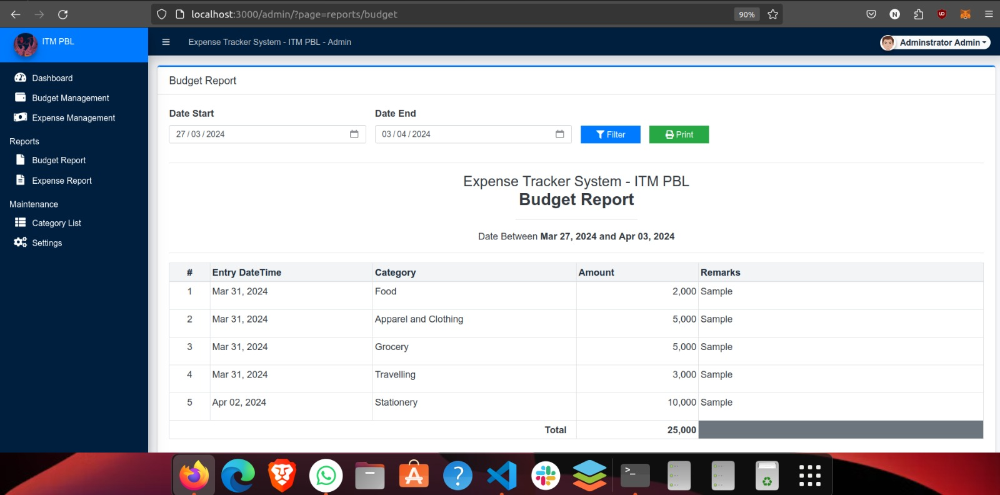 localhost:3000/admin/?page=reports/budget
90%
N
ITM PBL
Expense Tracker System - ITM PBL - Admin
Adminstrator Admin
Dashboard
Budget Management
Expense Management
Reports
Budget Report
Expense Report
Maintenance
Category List
Settings
Budget Report
Date Start
Date End
27 / 03 / 2024
03 / 04 / 2024
Filter
Print
Expense Tracker System - ITM PBL
Budget Report
Date Between Mar 27, 2024 and Apr 03, 2024
# Entry DateTime Category Amount Remarks
1 Mar 31, 2024 Food 2,000 Sample
2 Mar 31, 2024 Apparel and Clothing 5,000 Sample
3 Mar 31, 2024 Grocery 5,000 Sample
4 Mar 31, 2024 Travelling 3,000 Sample
5 Apr 02, 2024 Stationery 10,000 Sample
Total 25,000